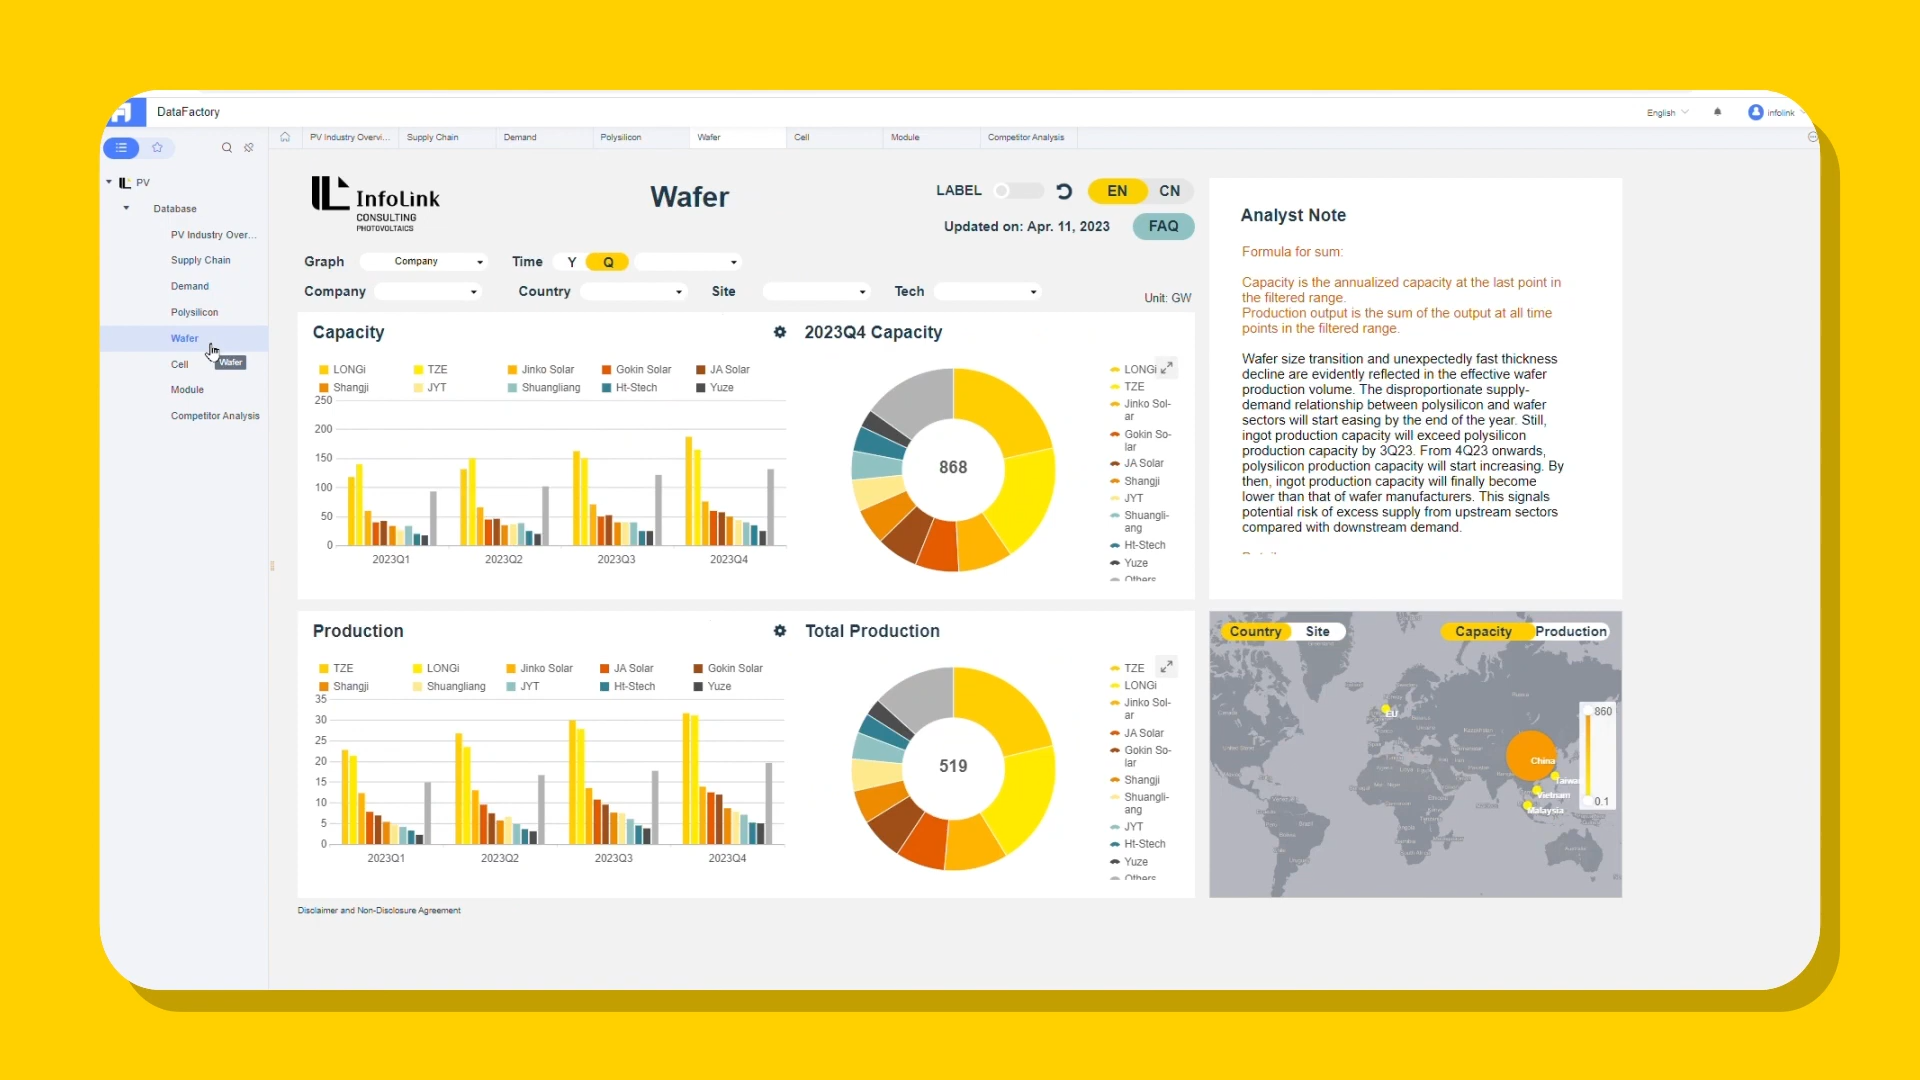 DataFactory
English
infolink
PV Industry Overvi...
Supply Chain
Demand
Polysilicon
Wafer
Cell
Module
Competitor Analysis
PV
Database
PV Industry Over...
Supply Chain
Demand
Polysilicon
Wafer
Wafer
Cell
Module
Competitor Analysis
InfoLink
CONSULTING
PHOTOVOLTAICS
Wafer
LABEL
EN
CN
Updated on: Apr. 11, 2023
FAQ
Graph
Company
Time
Y
Q
Company
Country
Site
Tech
Unit: GW
Capacity
LONGi
TZE
Jinko Solar
Gokin Solar
JA Solar
Shangji
JYT
Shuangliang
Ht-Stech
Yuze
250
200
150
100
50
0
2023Q1
2023Q2
2023Q3
2023Q4
2023Q4 Capacity
868
LONGi
TZE
Jinko Sol-
ar
Gokin So-
lar
JA Solar
Shangji
JYT
Shuangli-
ang
Ht-Stech
Yuze
Others
Analyst Note
Formula for sum:
Capacity is the annualized capacity at the last point in
the filtered range.
Production output is the sum of the output at all time
points in the filtered range.
Wafer size transition and unexpectedly fast thickness
decline are evidently reflected in the effective wafer
production volume. The disproportionate supply-
demand relationship between polysilicon and wafer
sectors will start easing by the end of the year. Still,
ingot production capacity will exceed polysilicon
production capacity by 3Q23. From 4Q23 onwards,
polysilicon production capacity will start increasing. By
then, ingot production capacity will finally become
lower than that of wafer manufacturers. This signals
potential risk of excess supply from upstream sectors
compared with downstream demand.
Production
TZE
LONGi
Jinko Solar
JA Solar
Gokin Solar
Shangji
Shuangliang
JYT
Ht-Stech
Yuze
35
30
25
20
15
10
5
0
2023Q1
2023Q2
2023Q3
2023Q4
Total Production
519
TZE
LONGi
Jinko Sol-
ar
JA Solar
Gokin So-
lar
Shangji
Shuangli-
ang
JYT
Ht-Stech
Yuze
Others
Country
Site
Capacity
Production
EU
China
Taiwa
Vietnam
Malaysia
860
0.1
Disclaimer and Non-Disclosure Agreement